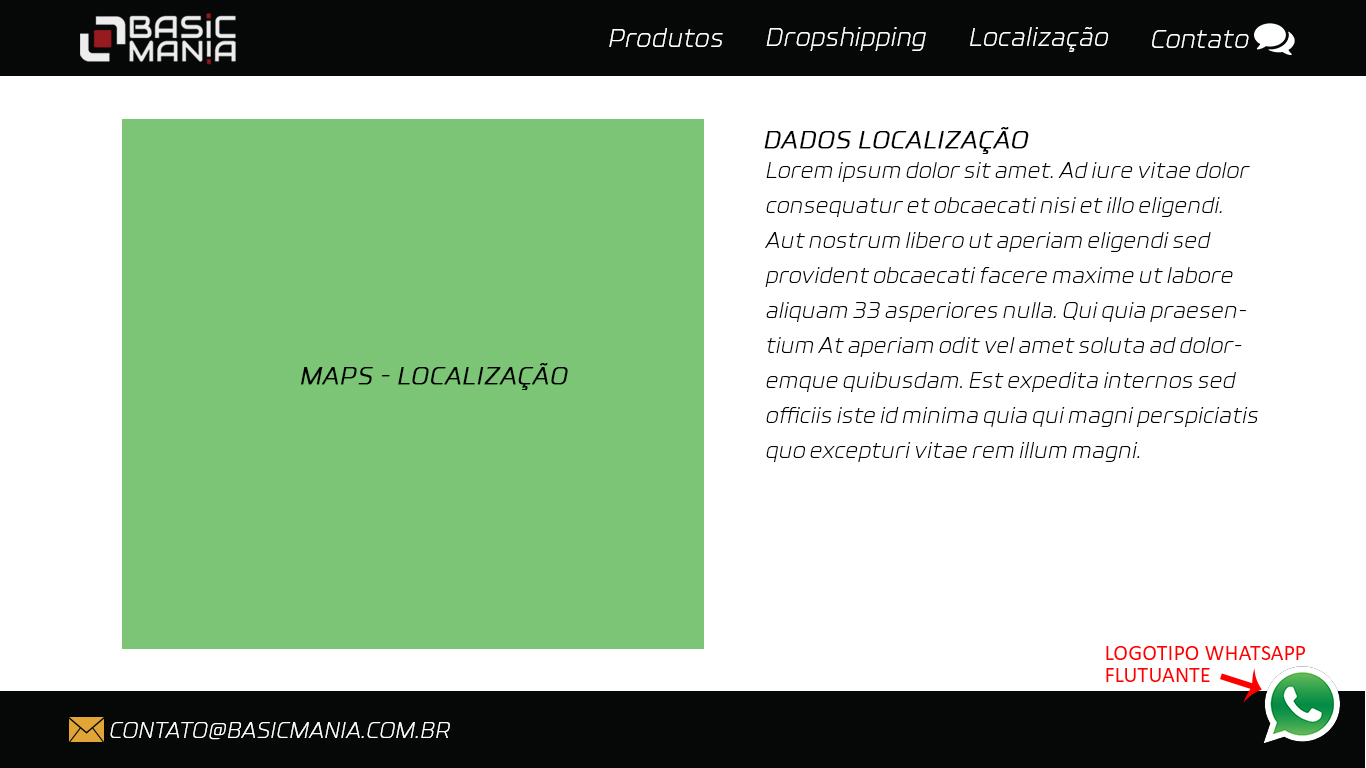 BASIC
MANIA
Produtos Dropshipping Localização Contato
DADOS LOCALIZAÇÃO
Lorem ipsum dolor sit amet. Ad iure vitae dolor
consequatur et obcaecati nisi et illo eligendi.
Aut nostrum libero ut aperiam eligendi sed
provident obcaecati facere maxime ut labore
aliquam 33 asperiores nulla. Qui quia praesen-
tium At aperiam odit vel amet soluta ad dolor-
emque quibusdam. Est expedita internos sed
officiis iste id minima quia qui magni perspiciatis
quo excepturi vitae rem illum magni.
MAPS - LOCALIZAÇÃO
LOGOTIPO WHATSAPP
FLUTUANTE
CONTATO@BASICMANIA.COM.BR